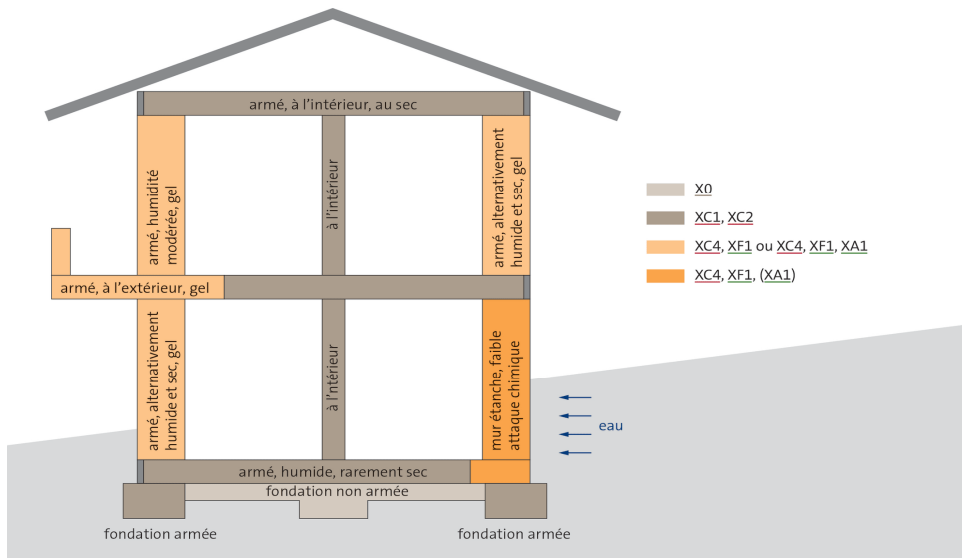 armé, à l'intérieur, au sec
armé, humidité
modérée, gel
à l'intérieur
armé, alternativement
humide et sec, gel
X0
XC1, XC2
XC4, XF1 ou XC4, XF1, XA1
XC4, XF1, (XA1)
armé, à l'extérieur, gel
armé, alternativement
humide et sec, gel
à l'ntérieur
mur étanche, faible
attaque chimique
eau
armé, humide, rarement sec
fondation non armée
fondation armée
fondation armée